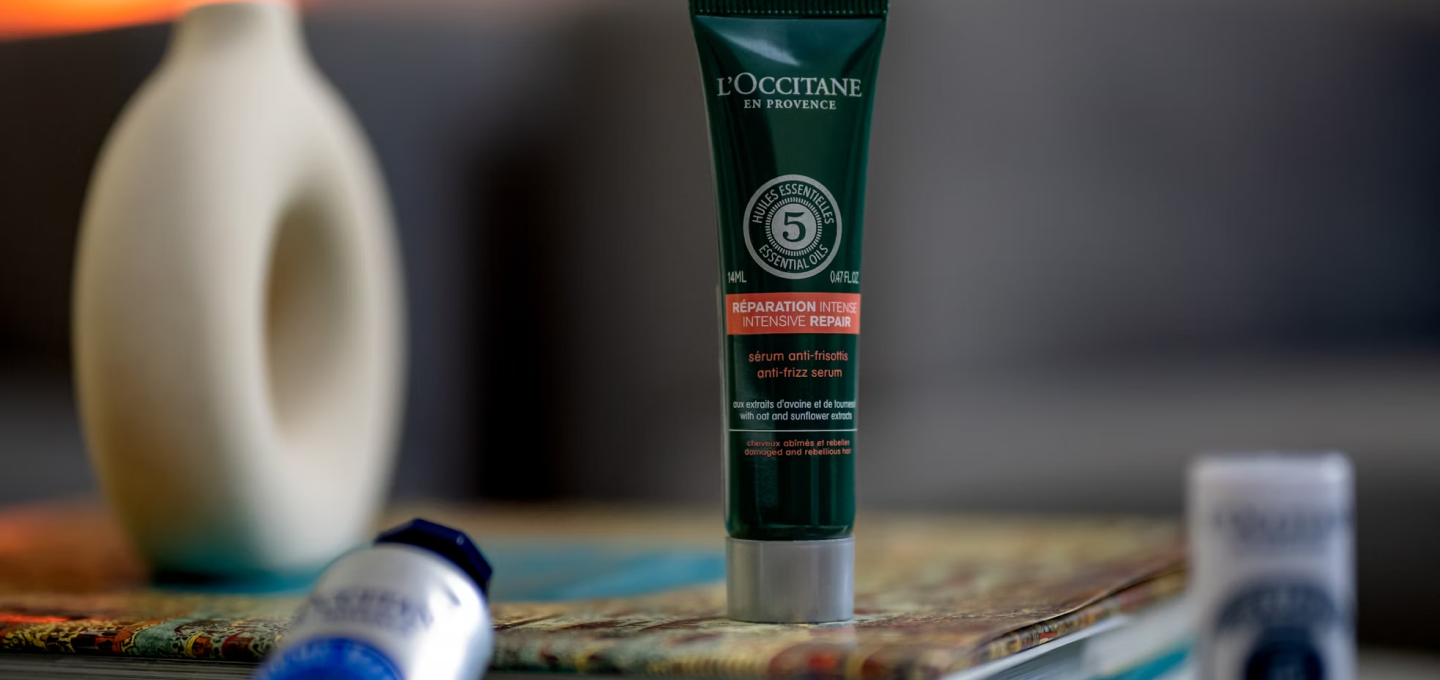 L'OCCITANE
EN PROVENCE
HUILES ESSENTIELLES
5
ESSENTIAL OILS
14ML 0.47 FL.OZ
RÉPARATION INTENSE
INTENSIVE REPAIR
sérum anti-frisottis
anti-frizz serum
aux extraits d'avoine et de tournesol
with oat and sunflower extracts
cheveux abîmés et rebelles
damaged and rebellious hair